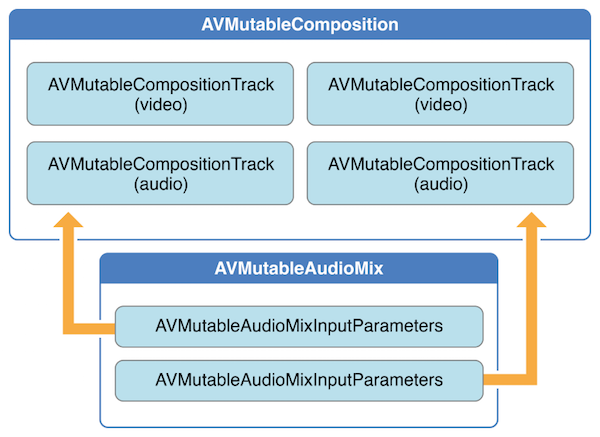 AVMutableComposition
AVMutableCompositionTrack
(video)
AVMutableCompositionTrack
(video)
AVMutableCompositionTrack
(audio)
AVMutableCompositionTrack
(audio)
AVMutableAudioMix
AVMutableAudioMixInputParameters
AVMutableAudioMixInputParameters